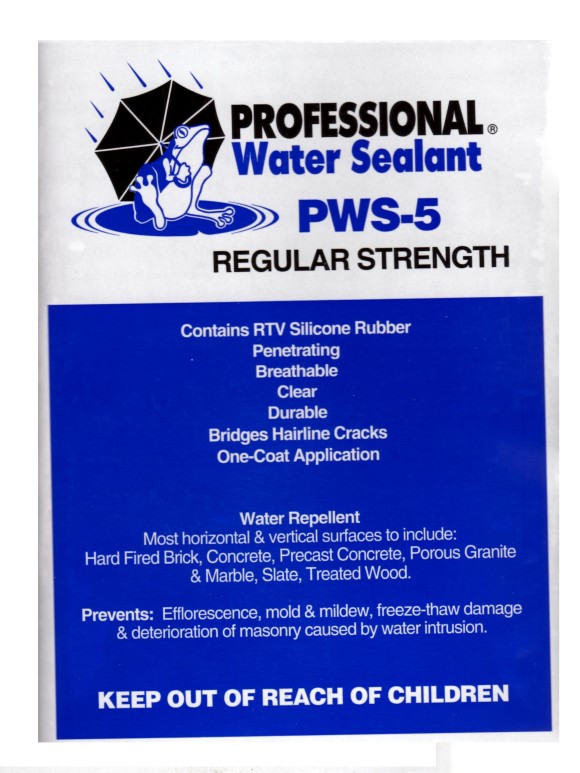 PROFESSIONAL®
Water Sealant
PWS-5
REGULAR STRENGTH
Contains RTV Silicone Rubber
Penetrating
Breathable
Clear
Durable
Bridges Hairline Cracks
One-Coat Application
Water Repellent
Most horizontal & vertical surfaces to include:
Hard Fired Brick, Concrete, Precast Concrete, Porous Granite
& Marble, Slate, Treated Wood.
Prevents: Efflorescence, mold & mildew, freeze-thaw damage
& deterioration of masonry caused by water intrusion.
KEEP OUT OF REACH OF CHILDREN